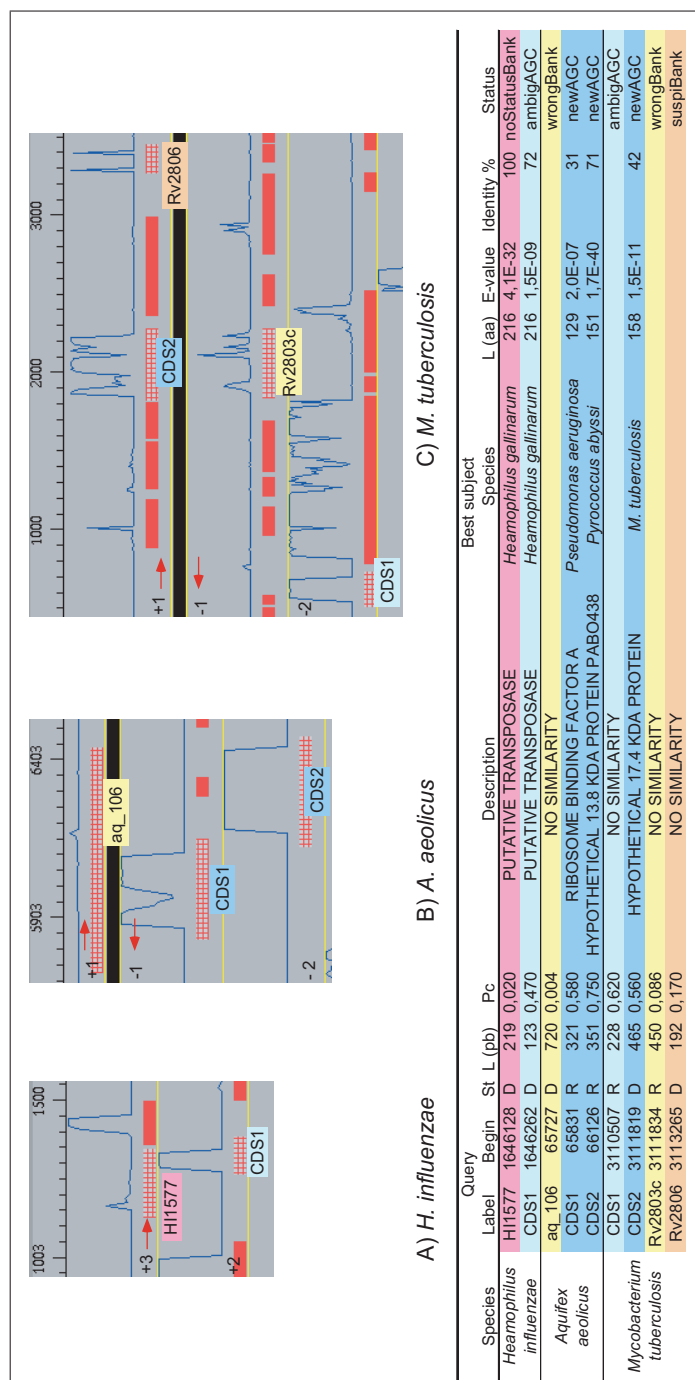 1003
1500
+3
HI1577
+2
CDS1
A) H. influenzae
5903
6403
+1
aq_106
-1
CDS1
- 2
CDS2
B) A. aeolicus
1000
2000
3000
+1
CDS2
Rv2806
-1
Rv2803c
-2
CDS1
C) M. tuberculosis
Query Best subject
Species Label Begin St L (pb) Pc Description Species L (aa) E-value Identity % Status
Heamophilus HI1577 1646128 D 219 0,020 PUTATIVE TRANSPOSASE Heamophilus gallinarum 216 4,1E-32 100 noStatusBank
influenzae CDS1 1646262 D 123 0,470 PUTATIVE TRANSPOSASE Heamophilus gallinarum 216 1,5E-09 72 ambigAGC
Aquifex aq_106 65727 D 720 0,004 NO SIMILARITY wrongBank
aeolicus CDS1 65831 R 321 0,580 RIBOSOME BINDING FACTOR A Pseudomonas aeruginosa 129 2,0E-07 31 newAGC
CDS2 66126 R 351 0,750 HYPOTHETICAL 13.8 KDA PROTEIN PABO438 Pyrococcus abyssi 151 1,7E-40 71 newAGC
CDS1 3110507 R 228 0,620 NO SIMILARITY ambigAGC
Mycobacterium CDS2 3111819 D 465 0,560 HYPOTHETICAL 17.4 KDA PROTEIN M. tuberculosis 158 1,5E-11 42 newAGC
tuberculosis Rv2803c 3111834 R 450 0,086 NO SIMILARITY wrongBank
Rv2806 3113265 D 192 0,170 NO SIMILARITY suspiBank